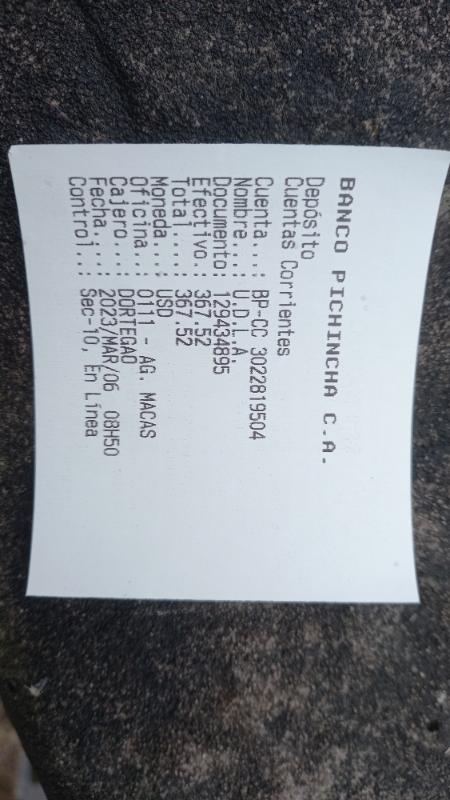 BANCO PICHINCHA C.A.
Depósito
Cuentas Corrientes
Cuenta..: BP-CC 3022819504
Nombre..: U.D.L.A.
Documento: 129434895
Efectivo.: 367.52
Total....: 367.52
Moneda...: USD
Oficina..: 0111 - AG. MACAS
Cajero...: DORTEGAO
Fecha....: 2023/MAR/06 08H50
Control..: Sec-10, En Línea